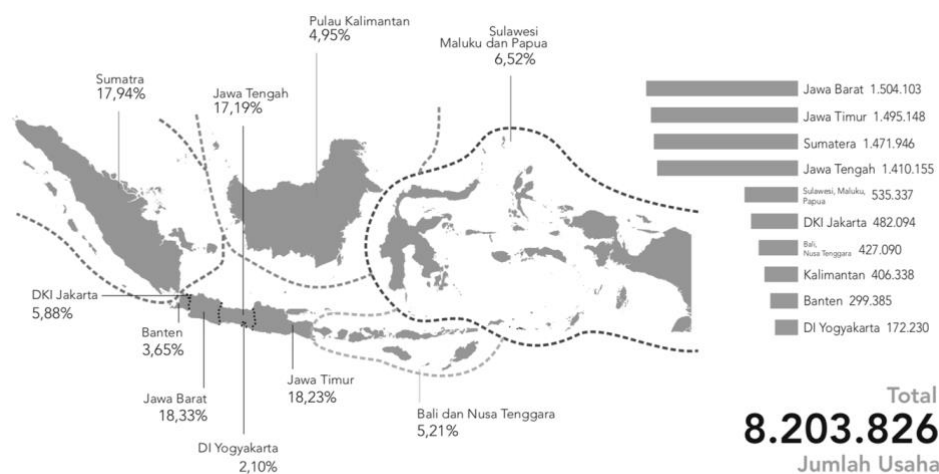 Pulau Kalimantan
4,95%
Sulawesi
Maluku dan Papua
6,52%
Sumatra
17,94%
Jawa Tengah
17,19%
DKI Jakarta
5,88%
Banten
3,65%
Jawa Barat
18,33%
DI Yogyakarta
2,10%
Jawa Timur
18,23%
Bali dan Nusa Tenggara
5,21%
Jawa Barat 1.504.103
Jawa Timur 1.495.148
Sumatera 1.471.946
Jawa Tengah 1.410.155
Sulawesi, Maluku,
Papua 535.337
DKI Jakarta 482.094
Bali,
Nusa Tenggara 427.090
Kalimantan 406.338
Banten 299.385
DI Yogyakarta 172.230
Total
8.203.826
Jumlah Usaha